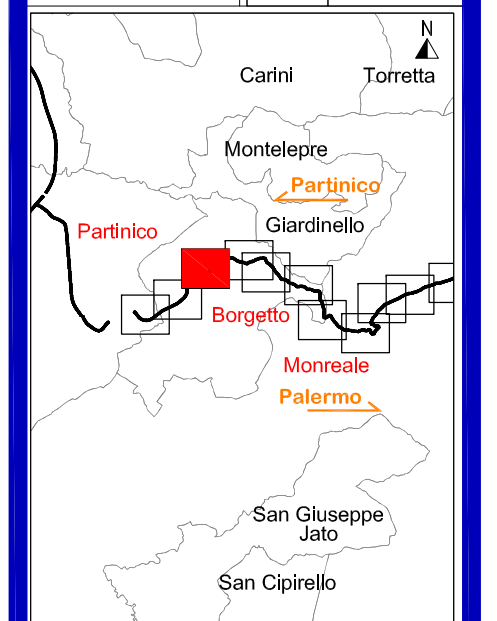 N
Carini
Torretta
Montelepre
Partinico
Giardinello
Partinico
Borgetto
Monreale
Palermo
San Giuseppe
Jato
San Cipirello